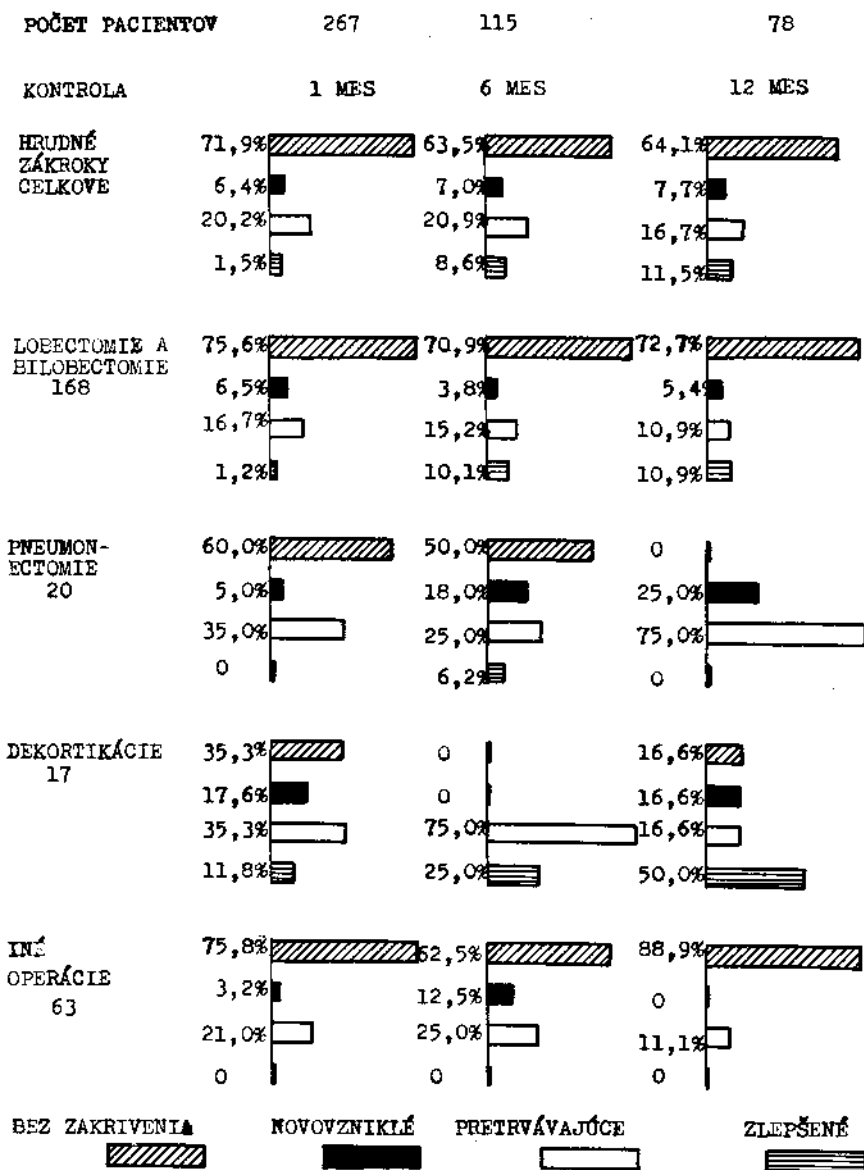 POČET PACIENTOV 267 115 78
KONTROLA 1 MES 6 MES 12 MES
HRUDNÉ 71,9% 63,5% 64,1%
ZÁKROKY
CELKOVE 6,4% 7,0% 7,7%
20,2% 20,9% 16,7%
1,5% 8,6% 11,5%
LOBECTOMIE A 75,6% 70,9% 72,7%
BILOBECTOMIE
168 6,5% 3,8% 5,4
16,7% 15,2% 10,9%
1,2% 10,1% 10,9%
PNEUMON- 60,0% 50,0% 0
ECTOMIE
20 5,0% 18,0% 25,0%
35,0% 25,0% 75,0%
0 6,2% 0
DEKORTIKÁCIE 35,3% 0 16,6%
17 17,6% 0 16,6%
35,3% 75,0% 16,6%
11,8% 25,0% 50,0%
INÉ 75,8% 62,5% 88,9%
OPERÁCIE 3,2% 12,5% 0
63
21,0% 25,0% 11,1%
0 0 0
BEZ ZAKRIVENIA NOVOVZNIKLÉ PRETRVÁVAJÚCE ZLEPŠENÉ